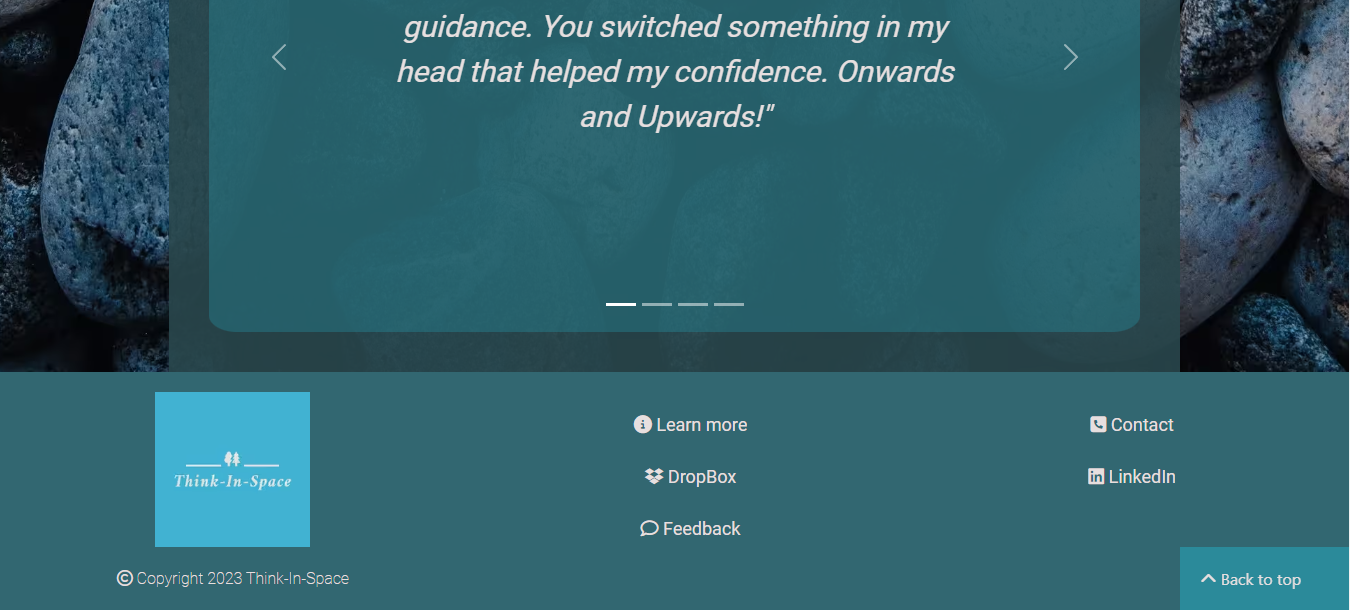 guidance. You switched something in my
head that helped my confidence. Onwards
and Upwards!"
Think-In-Space
Learn more
DropBox
Feedback
Contact
LinkedIn
© Copyright 2023 Think-In-Space
Back to top